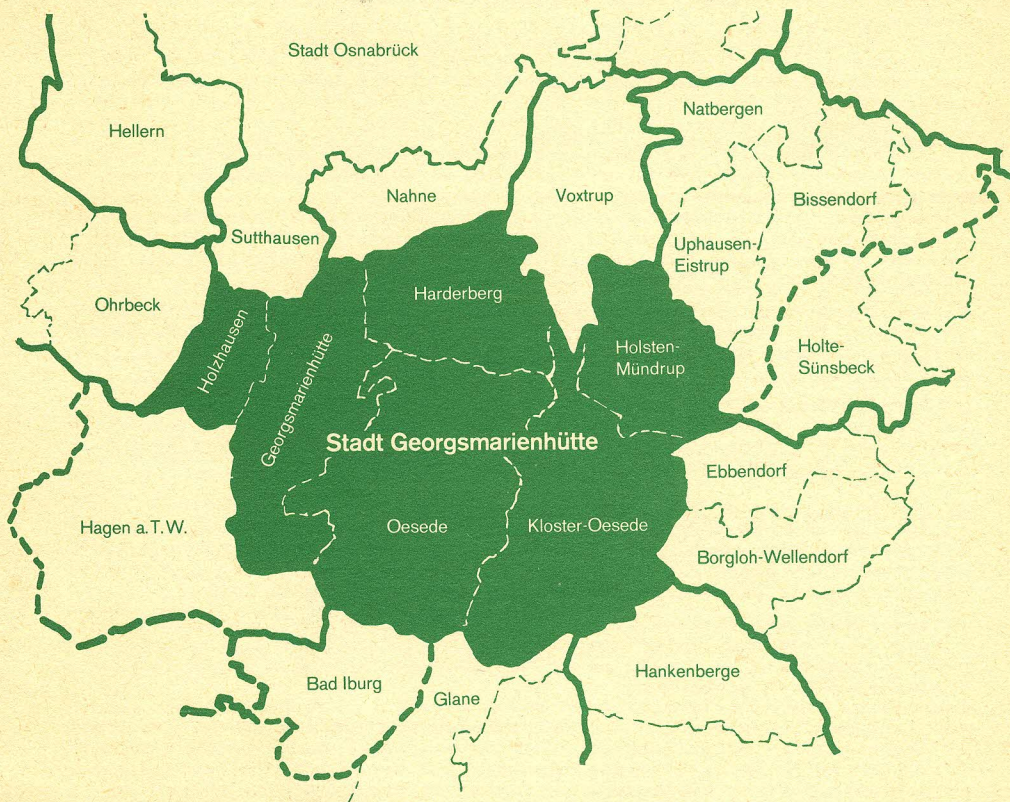 Stadt Osnabrück
Hellern
Natbergen
Nahne
Voxtrup
Bissendorf
Sutthausen
Uphausen-
Eistrup
Ohrbeck
Harderberg
Holzhausen
Georgsmarienhütte
Holsten-
Mündrup
Holte-
Sünsbeck
Stadt Georgsmarienhütte
Ebbendorf
Hagen a.T.W.
Oesede
Kloster-Oesede
Borgloh-Wellendorf
Bad Iburg
Glane
Hankenberge